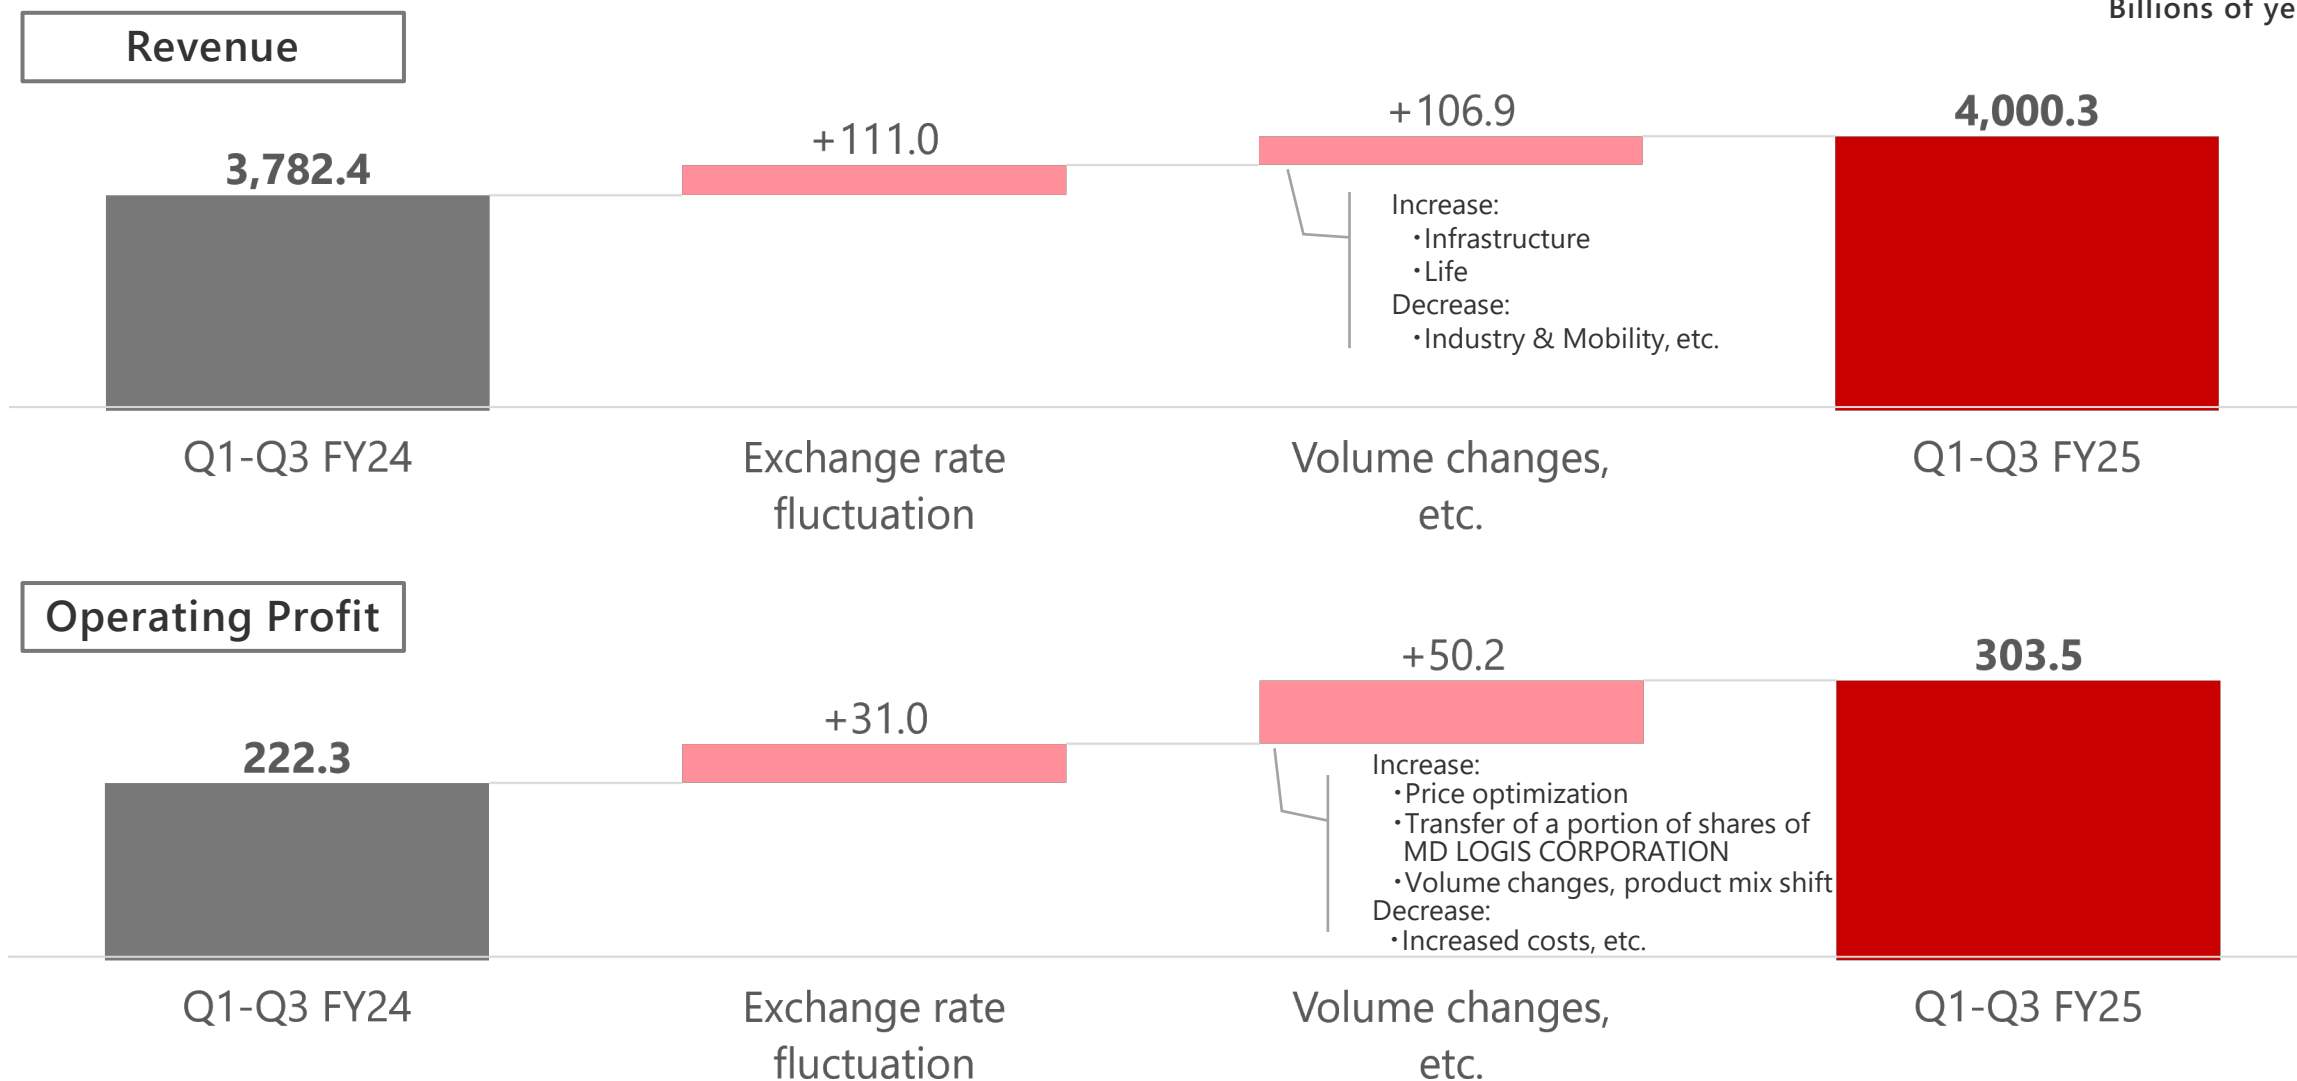 Billions of ye
Revenue
3,782.4
+111.0
+106.9
4,000.3
Increase:
・Infrastructure
・Life
Decrease:
・Industry & Mobility, etc.
Q1-Q3 FY24
Exchange rate
fluctuation
Volume changes,
etc.
Q1-Q3 FY25
Operating Profit
222.3
+31.0
+50.2
303.5
Increase:
・Price optimization
・Transfer of a portion of shares of
MD LOGIS CORPORATION
・Volume changes, product mix shift
Decrease:
・Increased costs, etc.
Q1-Q3 FY24
Exchange rate
fluctuation
Volume changes,
etc.
Q1-Q3 FY25